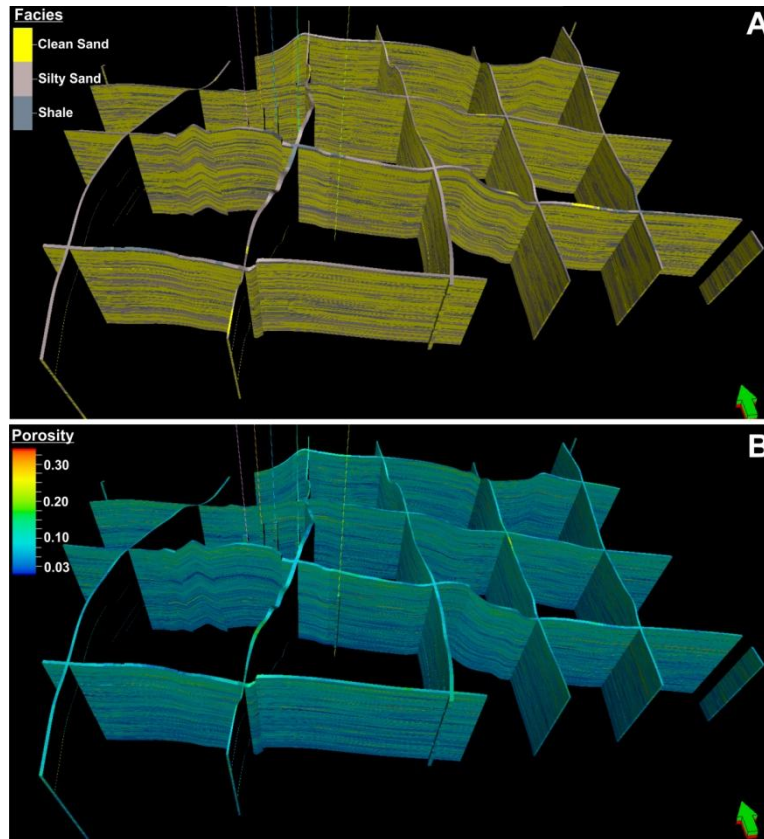 Facies
A
Clean Sand
Silty Sand
Shale
Porosity
B
0.30
0.20
0.10
0.03